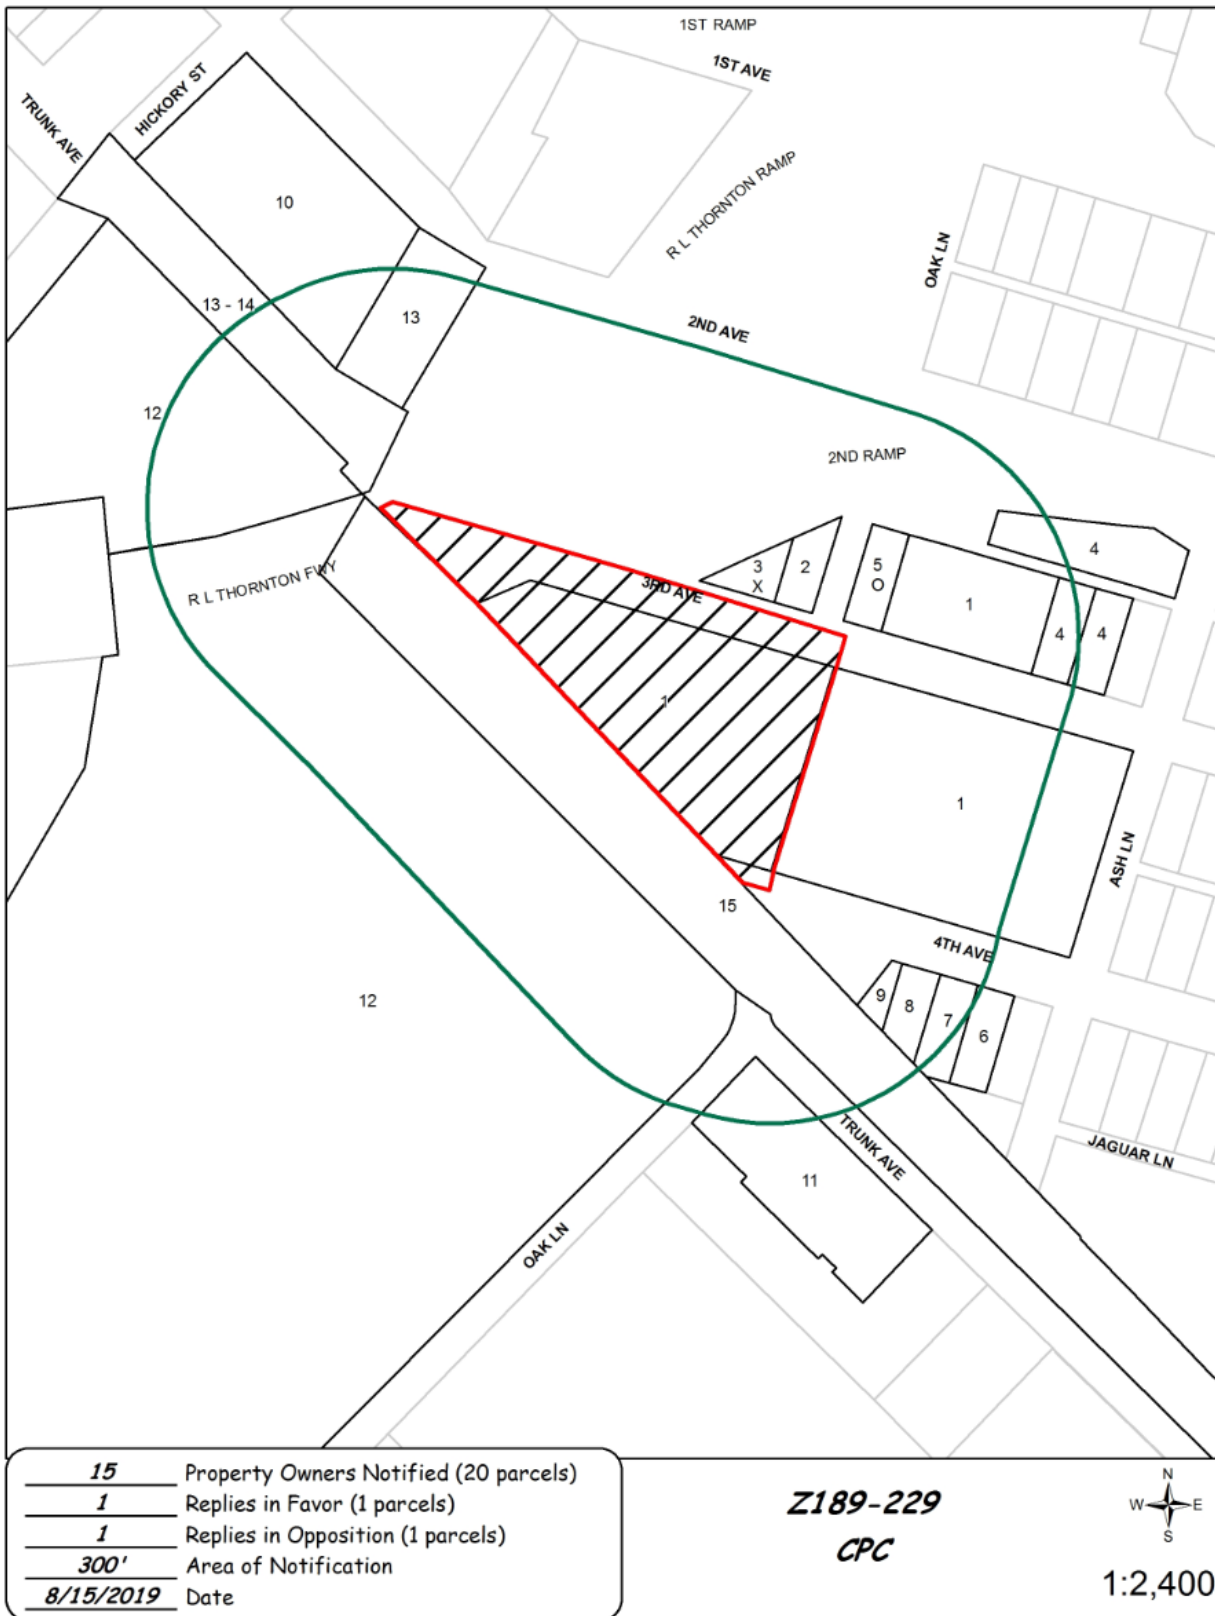 1ST RAMP
1ST AVE
HICKORY ST
TRUNK AVE
R L THORNTON RAMP
10
OAK LN
13 - 14
13
2ND AVE
12
2ND RAMP
4
R L THORNTON FWY
3RD AVE
3
X
2
5
O
1
4
4
1
1
ASH LN
15
4TH AVE
12
9
8
7
6
TRUNK AVE
JAGUAR LN
11
OAK LN
15 Property Owners Notified (20 parcels)
1 Replies in Favor (1 parcels)
1 Replies in Opposition (1 parcels)
300' Area of Notification
8/15/2019 Date
Z189-229
CPC
N
W E
S
1:2,400